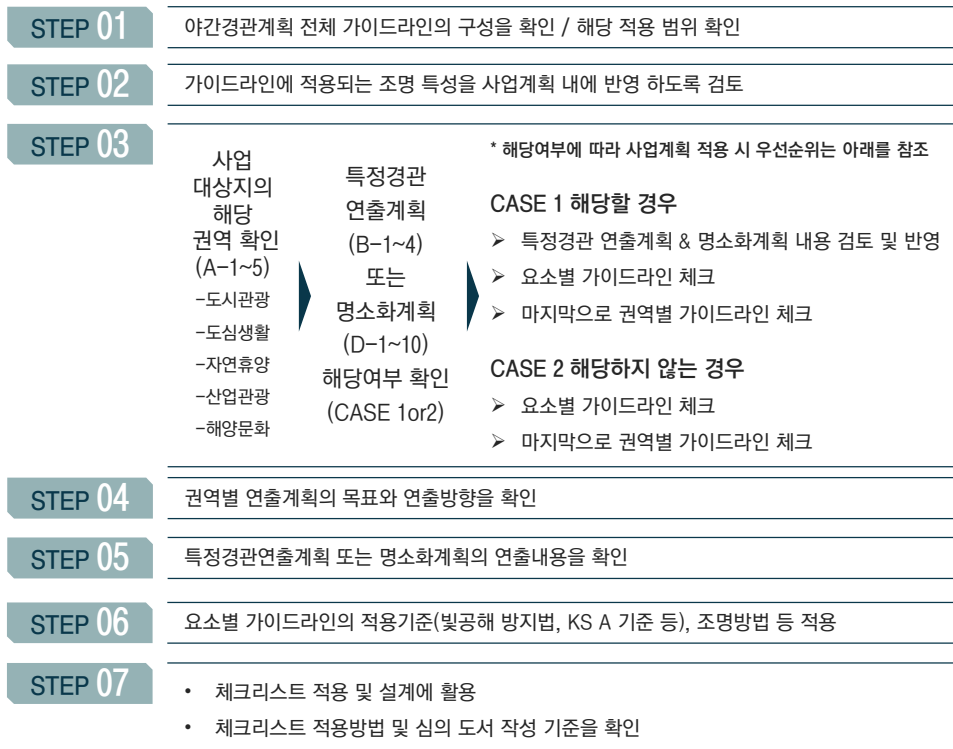 STEP 01
야간경관계획 전체 가이드라인의 구성을 확인 / 해당 적용 범위 확인
STEP 02
가이드라인에 적용되는 조명 특성을 사업계획 내에 반영 하도록 검토
STEP 03
사업
대상지의
해당
권역 확인
(A-1~5)
-도시관광
-도심생활
-자연휴양
-산업관광
-해양문화
특정경관
연출계획
(B-1~4)
또는
명소화계획
(D-1~10)
해당여부 확인
(CASE 1or2)
* 해당여부에 따라 사업계획 적용 시 우선순위는 아래를 참조
CASE 1 해당할 경우
➢ 특정경관 연출계획 & 명소화계획 내용 검토 및 반영
➢ 요소별 가이드라인 체크
➢ 마지막으로 권역별 가이드라인 체크
CASE 2 해당하지 않는 경우
➢ 요소별 가이드라인 체크
➢ 마지막으로 권역별 가이드라인 체크
STEP 04
권역별 연출계획의 목표와 연출방향을 확인
STEP 05
특정경관연출계획 또는 명소화계획의 연출내용을 확인
STEP 06
요소별 가이드라인의 적용기준(빛공해 방지법, KS A 기준 등), 조명방법 등 적용
STEP 07
• 체크리스트 적용 및 설계에 활용
• 체크리스트 적용방법 및 심의 도서 작성 기준을 확인